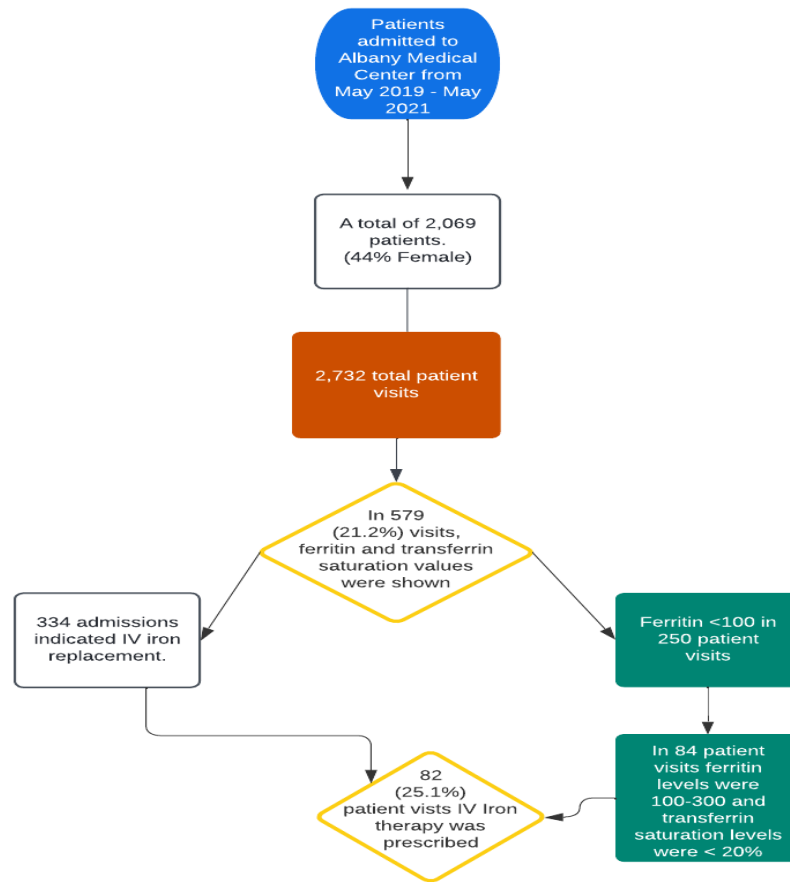 Patients
admitted to
Albany Medical
Center from
May 2019 - May
2021
A total of 2,069
patients.
(44% Female)
2,732 total patient
visits
In 579
(21.2%) visits,
ferritin and transferrin
saturation values
were shown
334 admissions
indicated IV iron
replacement.
Ferritin <100 in
250 patient
visits
In 84 patient
visits ferritin
levels were
100-300 and
transferrin
saturation levels
were < 20%
82
(25.1%)
patient vists IV Iron
therapy was
prescribed